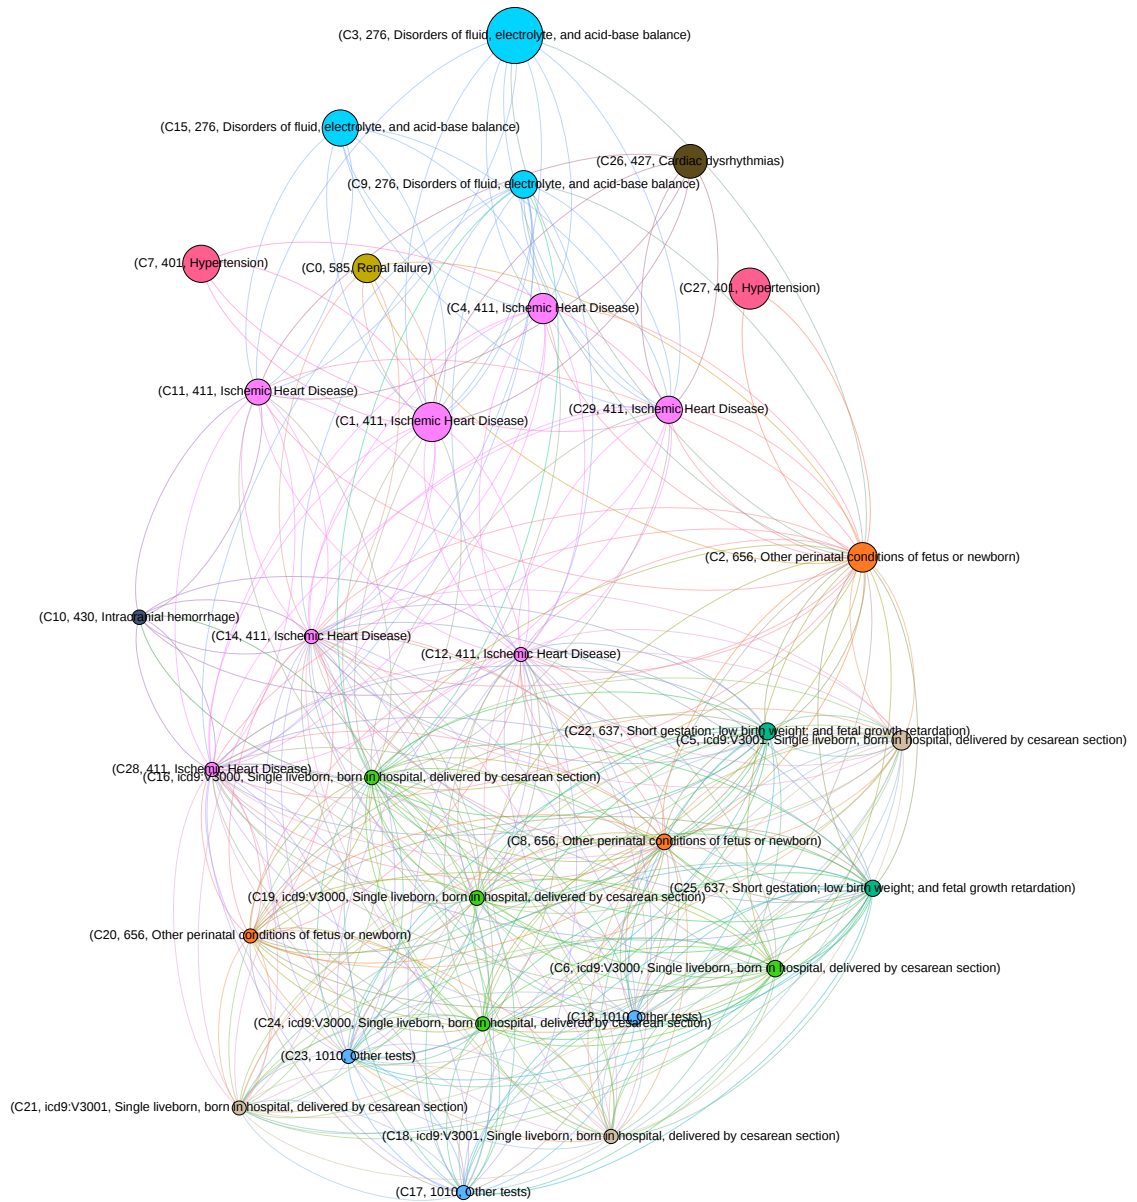 (C3, 276, Disorders of fluid, electrolyte, and acid-base balance)
(C15, 276, Disorders of fluid, electrolyte, and acid-base balance)
(C26, 427, Cardiac dysrhythmias)
(C9, 276, Disorders of fluid, electrolyte, and acid-base balance)
(C7, 401, Hypertension)
(C0, 585, Renal failure)
(C27, 401, Hypertension)
(C4, 411, Ischemic Heart Disease)
(C11, 411, Ischemic Heart Disease)
(C29, 411, Ischemic Heart Disease)
(C1, 411, Ischemic Heart Disease)
(C2, 656, Other perinatal conditions of fetus or newborn)
(C10, 430, Intracranial hemorrhage)
(C14, 411, Ischemic Heart Disease)
(C12, 411, Ischemic Heart Disease)
(C22, 637, Short gestation; low birth weight; and fetal growth retardation)
(C5, icd9:V3001, Single liveborn, born in hospital, delivered by cesarean section)
(C28, 411, Ischemic Heart Disease)
(C16, icd9:V3000, Single liveborn, born in hospital, delivered by cesarean section)
(C8, 656, Other perinatal conditions of fetus or newborn)
(C25, 637, Short gestation; low birth weight; and fetal growth retardation)
(C19, icd9:V3000, Single liveborn, born in hospital, delivered by cesarean section)
(C20, 656, Other perinatal conditions of fetus or newborn)
(C6, icd9:V3000, Single liveborn, born in hospital, delivered by cesarean section)
(C13, 1010, Other tests)
(C24, icd9:V3000, Single liveborn, born in hospital, delivered by cesarean section)
(C23, 1010, Other tests)
(C21, icd9:V3001, Single liveborn, born in hospital, delivered by cesarean section)
(C18, icd9:V3001, Single liveborn, born in hospital, delivered by cesarean section)
(C17, 1010, Other tests)